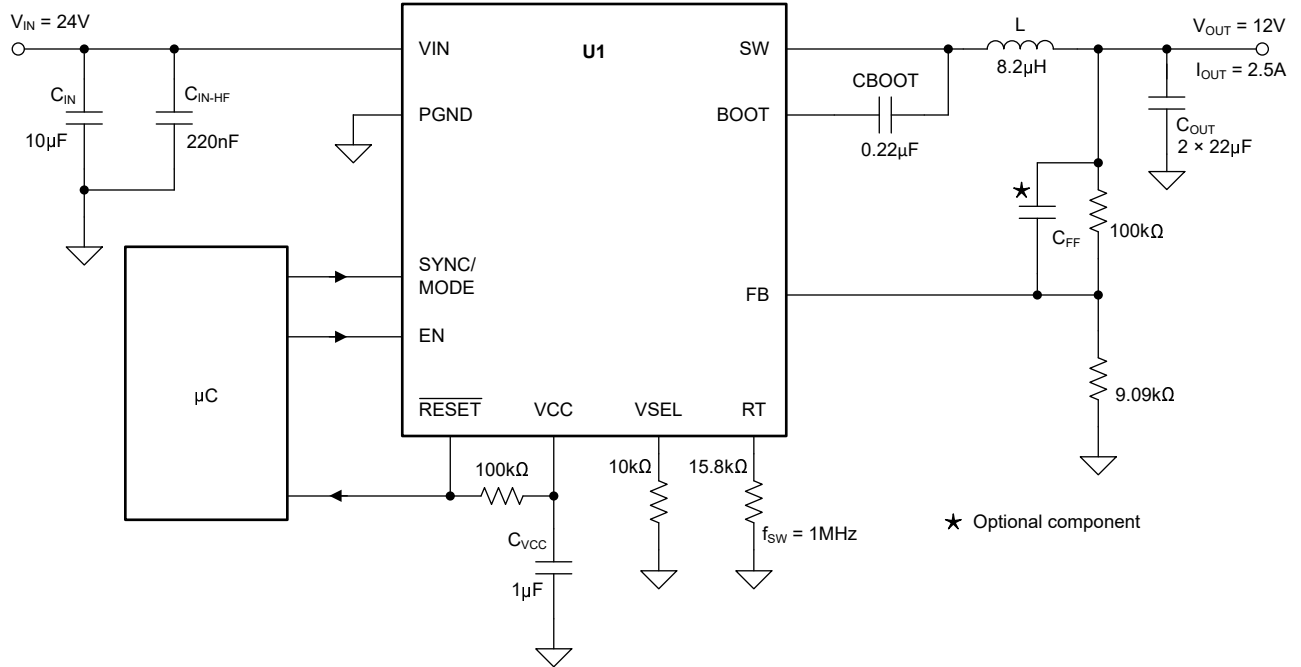 V_IN = 24V
U1
VIN
SW
L
8.2µH
V_OUT = 12V
I_OUT = 2.5A
C_IN
10µF
C_IN-HF
220nF
PGND
BOOT
CBOOT
0.22µF
C_OUT
2 × 22µF
★
C_FF
100kΩ
SYNC/
MODE
FB
EN
µC
9.09kΩ
RESET
VCC
VSEL
RT
100kΩ
10kΩ
15.8kΩ
f_SW = 1MHz
C_VCC
1µF
★ Optional component